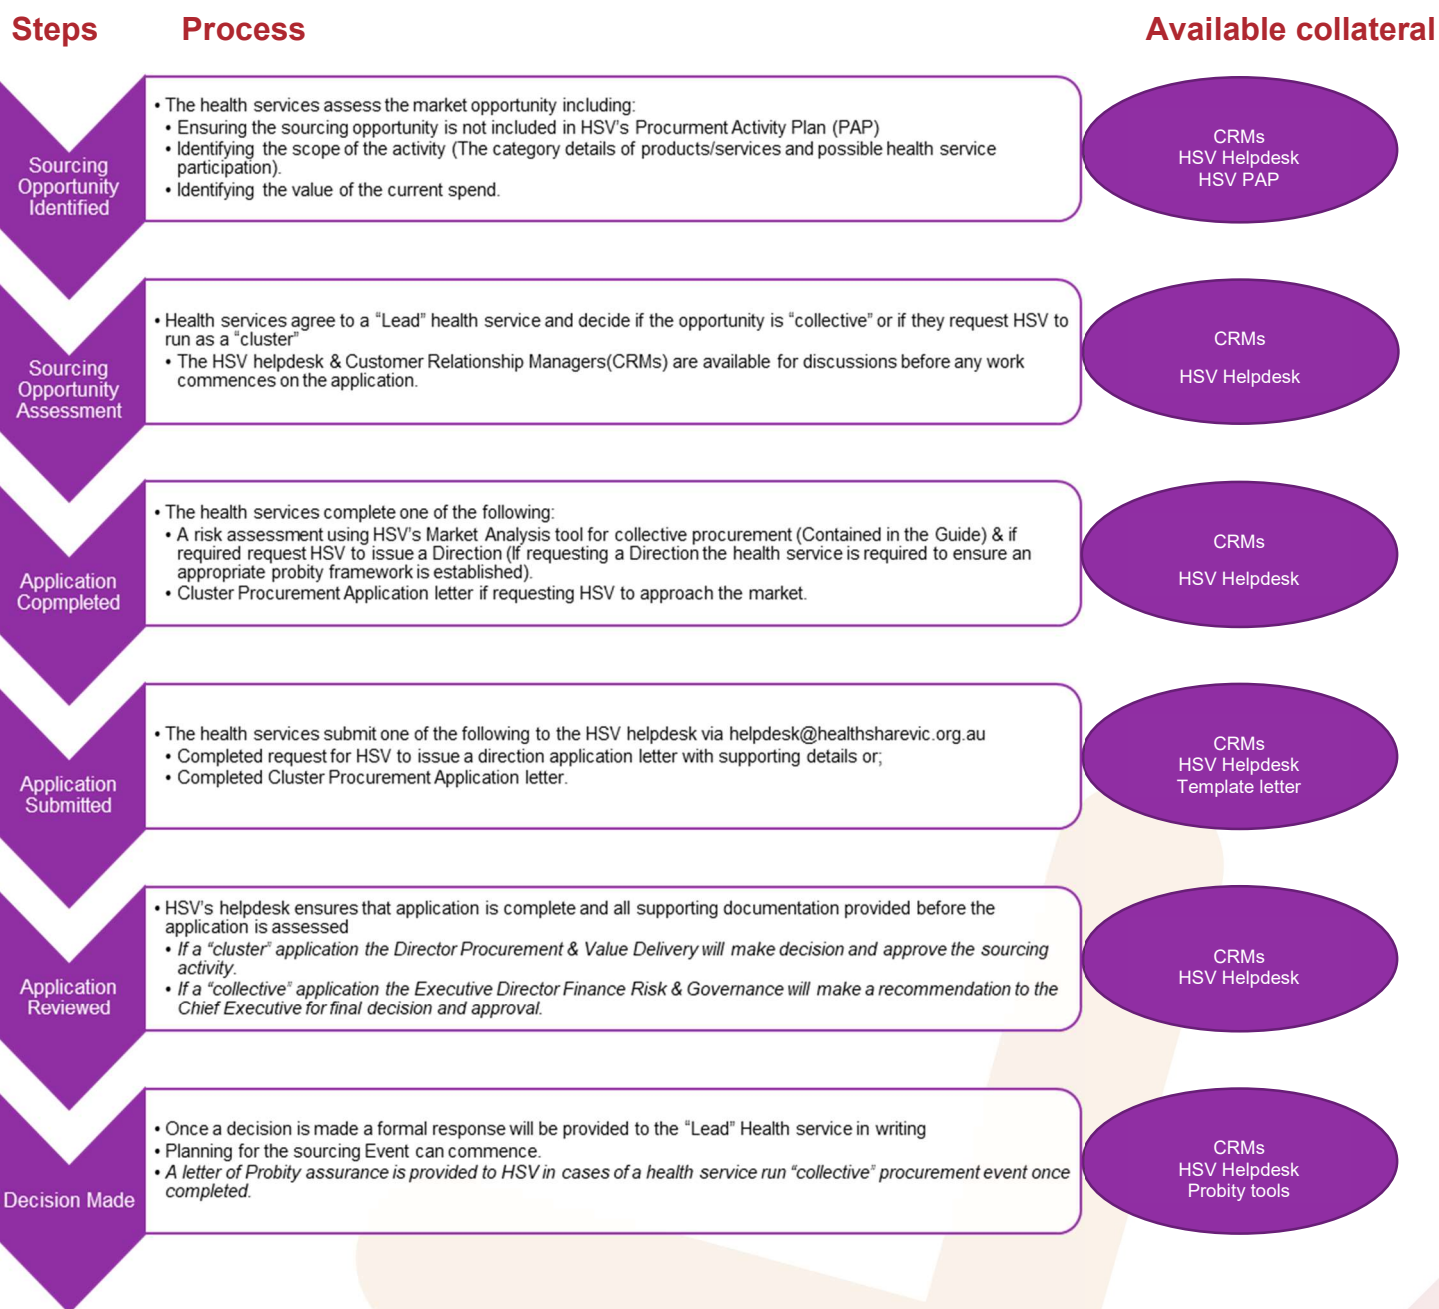 Steps Process Available collateral
Sourcing
Opportunity
Identified
• The health services assess the market opportunity including:
• Ensuring the sourcing opportunity is not included in HSV's Procurment Activity Plan (PAP)
• Identifying the scope of the activity (The category details of products/services and possible health service
participation).
• Identifying the value of the current spend.
CRMs
HSV Helpdesk
HSV PAP
Sourcing
Opportunity
Assessment
• Health services agree to a “Lead” health service and decide if the opportunity is “collective” or if they request HSV to
run as a “cluster”
• The HSV helpdesk & Customer Relationship Managers(CRMs) are available for discussions before any work
commences on the application.
CRMs
HSV Helpdesk
Application
Copmpleted
• The health services complete one of the following:
• A risk assessment using HSV's Market Analysis tool for collective procurement (Contained in the Guide) & if
required request HSV to issue a Direction (If requesting a Direction the health service is required to ensure an
appropriate probity framework is established).
• Cluster Procurement Application letter if requesting HSV to approach the market.
CRMs
HSV Helpdesk
Application
Submitted
• The health services submit one of the following to the HSV helpdesk via helpdesk@healthsharevic.org.au
• Completed request for HSV to issue a direction application letter with supporting details or;
• Completed Cluster Procurement Application letter.
CRMs
HSV Helpdesk
Template letter
Application
Reviewed
• HSV's helpdesk ensures that application is complete and all supporting documentation provided before the
application is assessed
• If a “cluster” application the Director Procurement & Value Delivery will make decision and approve the sourcing
activity.
• If a “collective” application the Executive Director Finance Risk & Governance will make a recommendation to the
Chief Executive for final decision and approval.
CRMs
HSV Helpdesk
Decision Made
• Once a decision is made a formal response will be provided to the “Lead” Health service in writing
• Planning for the sourcing Event can commence.
• A letter of Probity assurance is provided to HSV in cases of a health service run “collective” procurement event once
completed.
CRMs
HSV Helpdesk
Probity tools